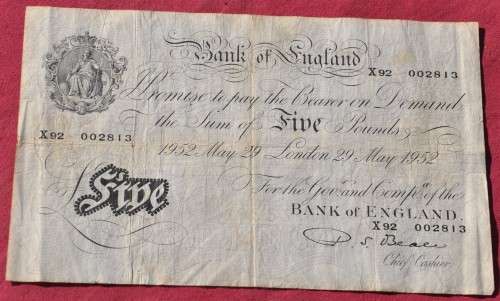 Bank of England
X92 002813
I Promise to pay the Bearer on Demand
the Sum of Five Pounds
X92 002813
1952 May 29 London 29 May 1952
For the Gov.r and Comp.a of the
Five
BANK of ENGLAND.
X92 002813
P. S. Beale
Chief Cashier.